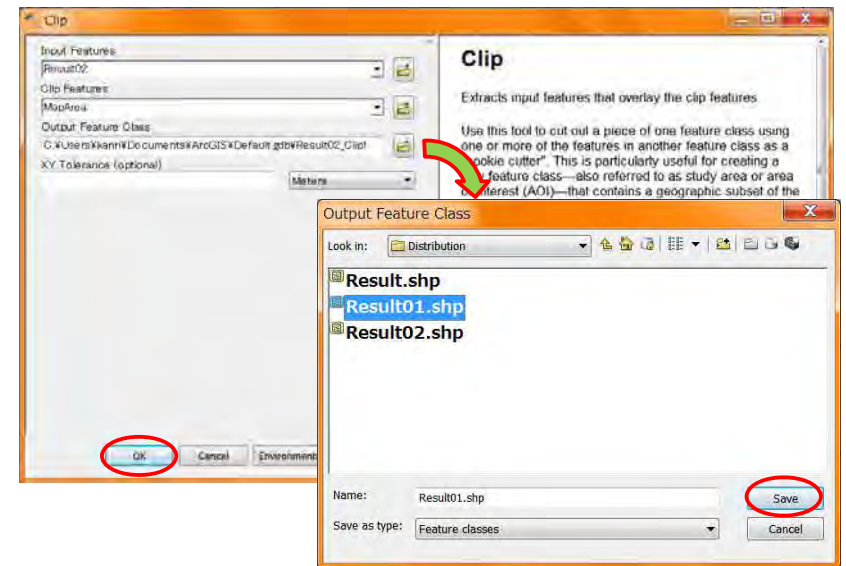 Clip
Input Features
Result02
Clip Features
MapArea
Output Feature Class
C:¥Users¥kanri¥Documents¥ArcGIS¥Default.gdb¥Result02_Clip1
XY Tolerance (optional)
Meters
OK
Cancel
Environments
Clip
Extracts input features that overlay the clip features
Use this tool to cut out a piece of one feature class using
one or more of the features in another feature class as a
"cookie cutter". This is particularly useful for creating a
feature class—also referred to as study area or area
interest (AOI)—that contains a geographic subset of the
Output Feature Class
Look in:
Distribution
Result.shp
Result01.shp
Result02.shp
Name:
Result01.shp
Save
Save as type:
Feature classes
Cancel